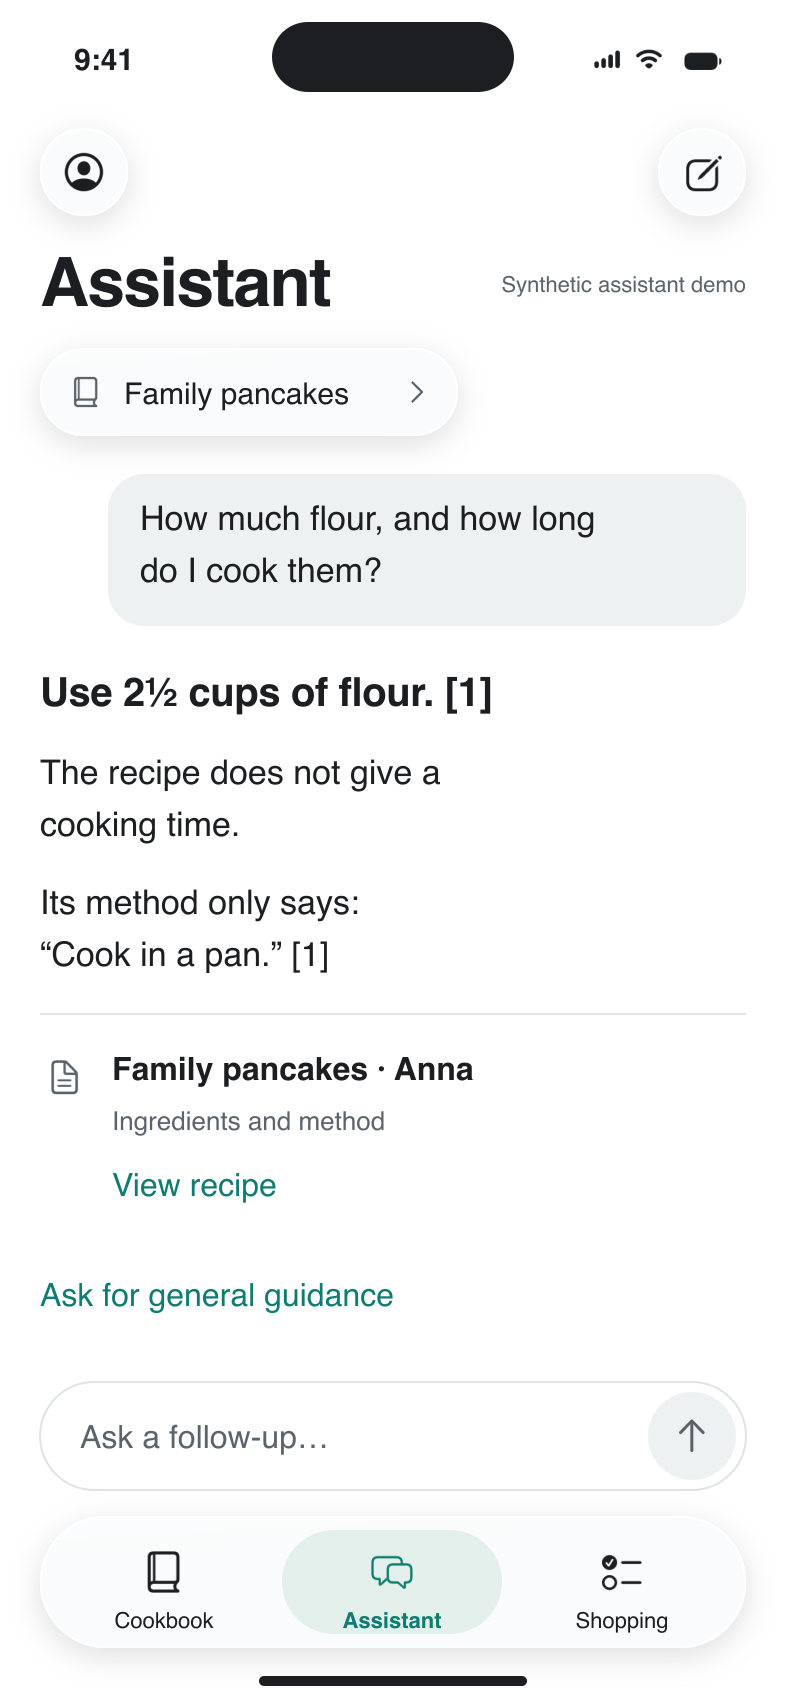 9:41
Assistant
Synthetic assistant demo
Family pancakes
How much flour, and how long
do I cook them?
Use 2½ cups of flour. [1]
The recipe does not give a
cooking time.
Its method only says:
“Cook in a pan.” [1]
Family pancakes · Anna
Ingredients and method
View recipe
Ask for general guidance
Ask a follow-up…
Cookbook
Assistant
Shopping